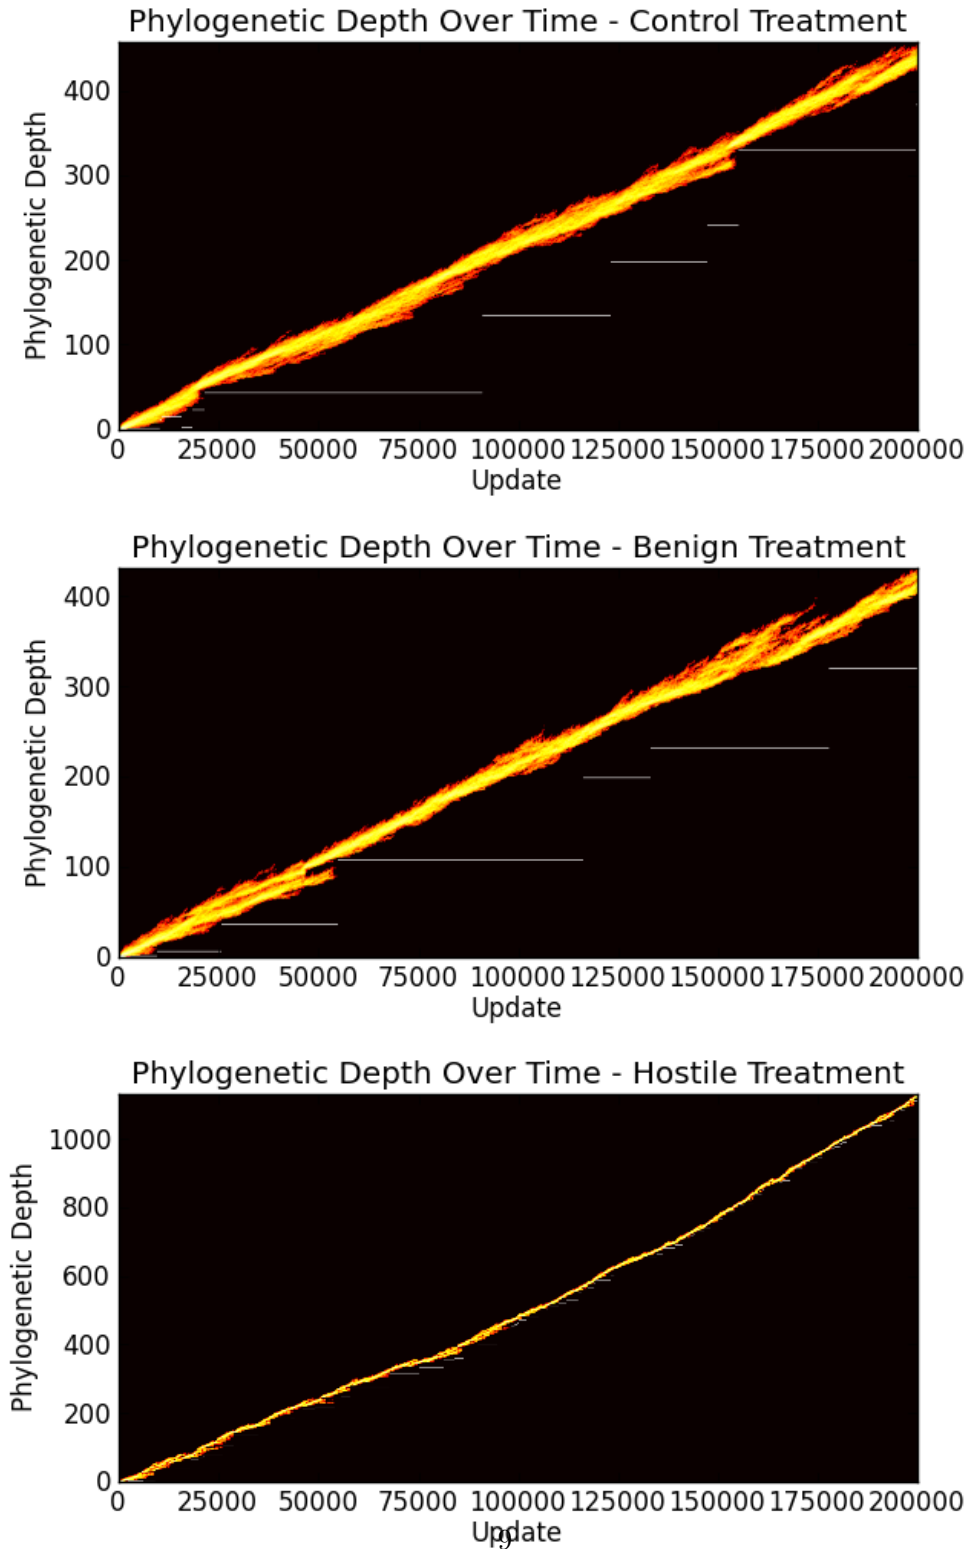 Phylogenetic Depth Over Time - Control Treatment
Phylogenetic Depth
400
300
200
100
0
0 25000 50000 75000 100000 125000 150000 175000 200000
Update
Phylogenetic Depth Over Time - Benign Treatment
Phylogenetic Depth
400
300
200
100
0
0 25000 50000 75000 100000 125000 150000 175000 200000
Update
Phylogenetic Depth Over Time - Hostile Treatment
Phylogenetic Depth
1000
800
600
400
200
0
0 25000 50000 75000 100000 125000 150000 175000 200000
Update
9